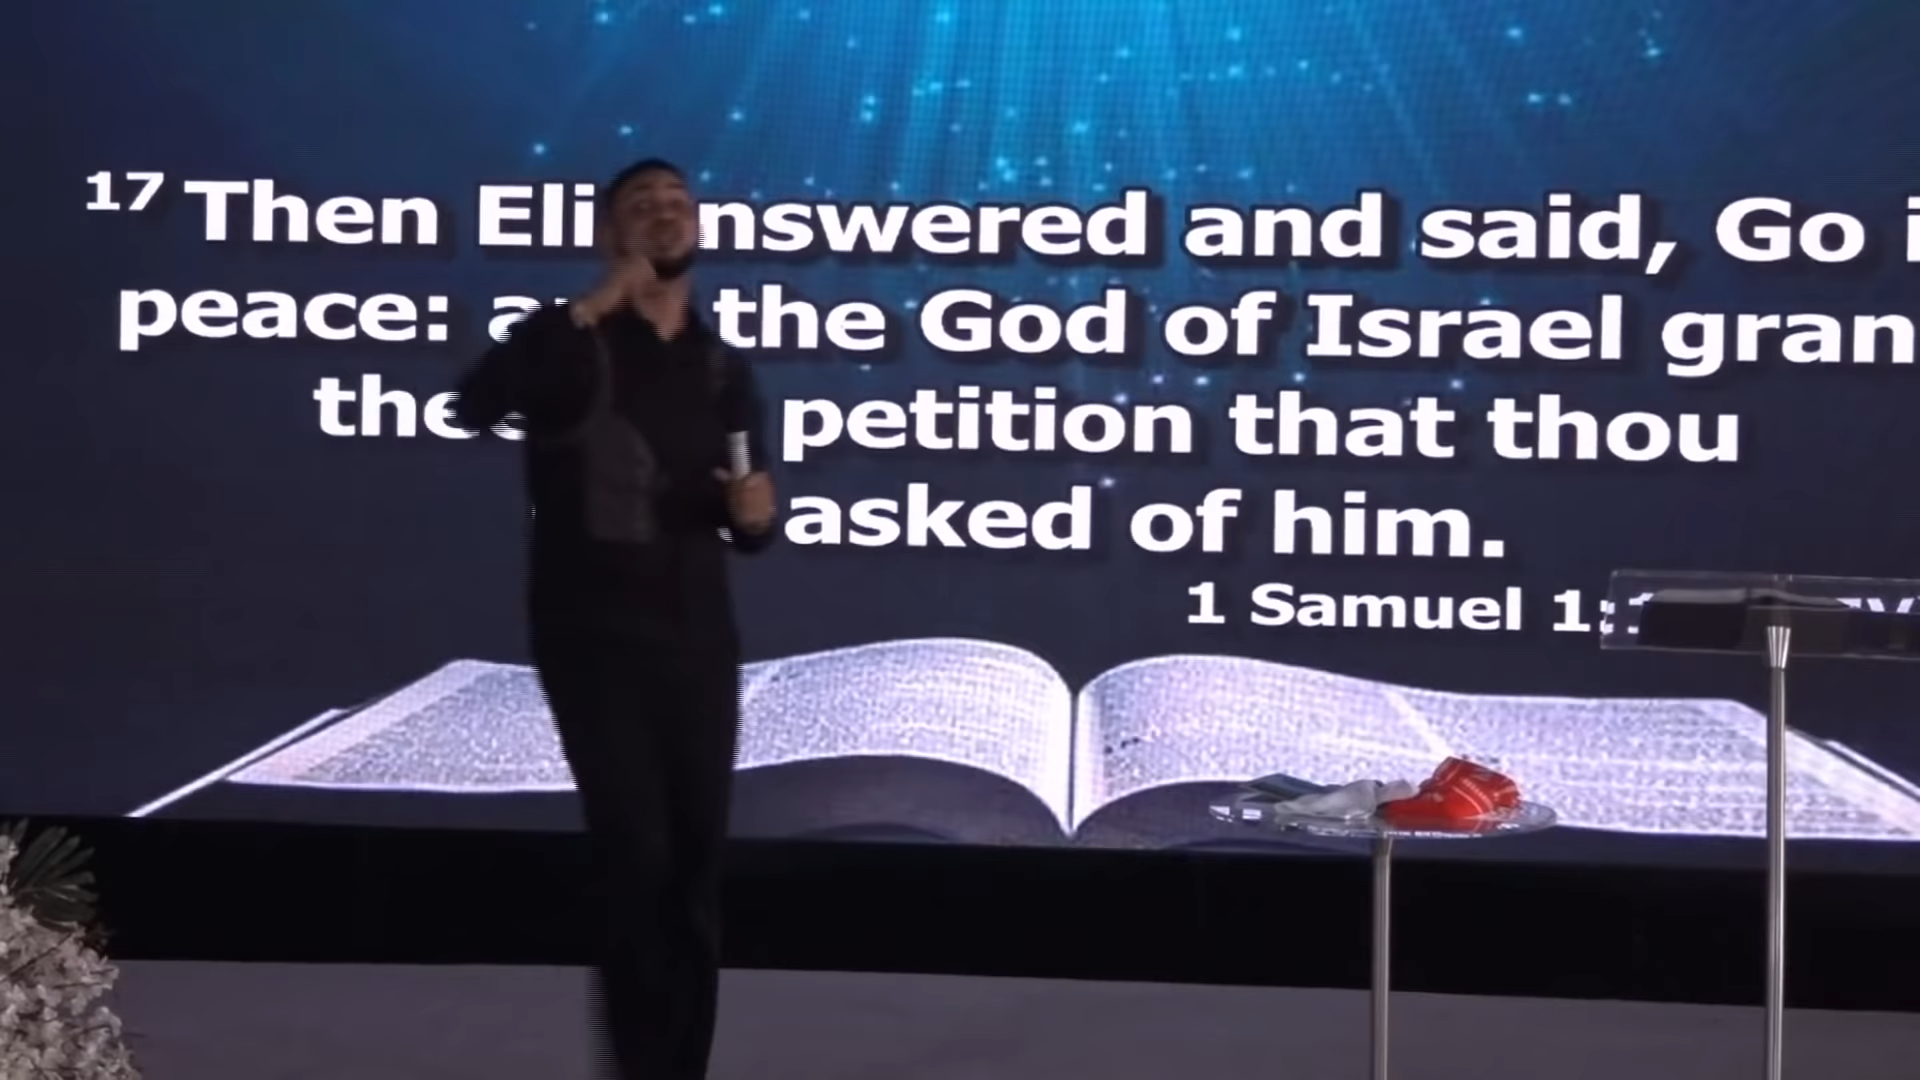 17 Then Eli nswered and said, Go i
peace: a the God of Israel gran
thee petition that thou
asked of him.
1 Samuel 1: